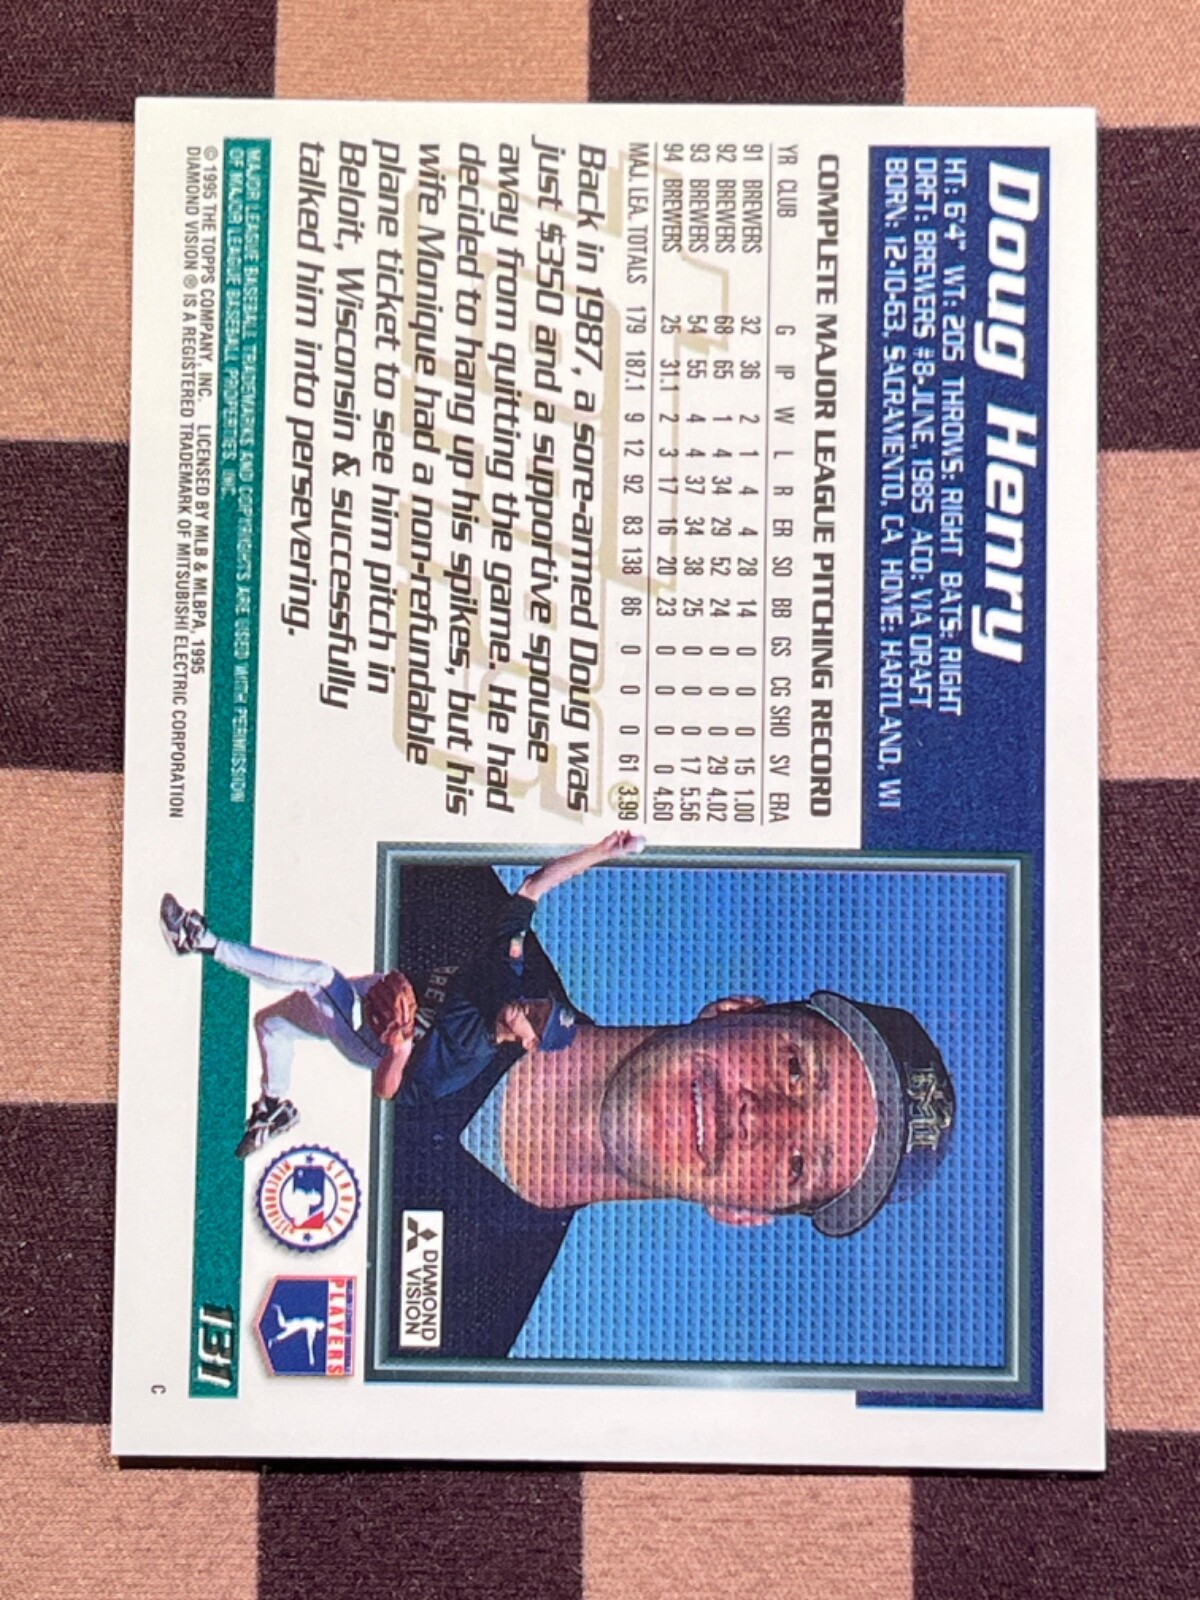 Doug Henry
HT: 6'4" WT: 205 THROWS: RIGHT BATS: RIGHT
DRFT: BREWERS #8-JUNE, 1985 ACQ: VIA DRAFT
BORN: 12-10-63, SACRAMENTO, CA HOME: HARTLAND, WI
COMPLETE MAJOR LEAGUE PITCHING RECORD
YR CLUB G IP W L R ER SO BB GS CG SHO SV ERA
91 BREWERS 32 36 2 1 4 4 28 14 0 0 0 15 1.00
92 BREWERS 68 65 1 4 34 29 52 24 0 0 0 29 4.02
93 BREWERS 54 55 4 4 37 34 38 25 0 0 0 17 5.56
94 BREWERS 25 31.1 2 3 17 16 20 23 0 0 0 0 4.60
MAJ. LEA. TOTALS 179 187.1 9 12 92 83 138 86 0 0 0 61 3.99
Back in 1987, a sore-armed Doug was
just $350 and a supportive spouse
away from quitting the game. He had
decided to hang up his spikes, but his
wife Monique had a non-refundable
plane ticket to see him pitch in
Beloit, Wisconsin & successfully
talked him into persevering.
BREW
DIAMOND
VISION
GENUINE
MERCHANDISE
PLAYERS
MAJOR LEAGUE BASEBALL TRADEMARKS AND COPYRIGHTS ARE USED WITH PERMISSION
OF MAJOR LEAGUE BASEBALL PROPERTIES, INC.
131
© 1995 THE TOPPS COMPANY, INC. LICENSED BY MLB & MLBPA, 1995
DIAMOND VISION ® IS A REGISTERED TRADEMARK OF MITSUBISHI ELECTRIC CORPORATION
C